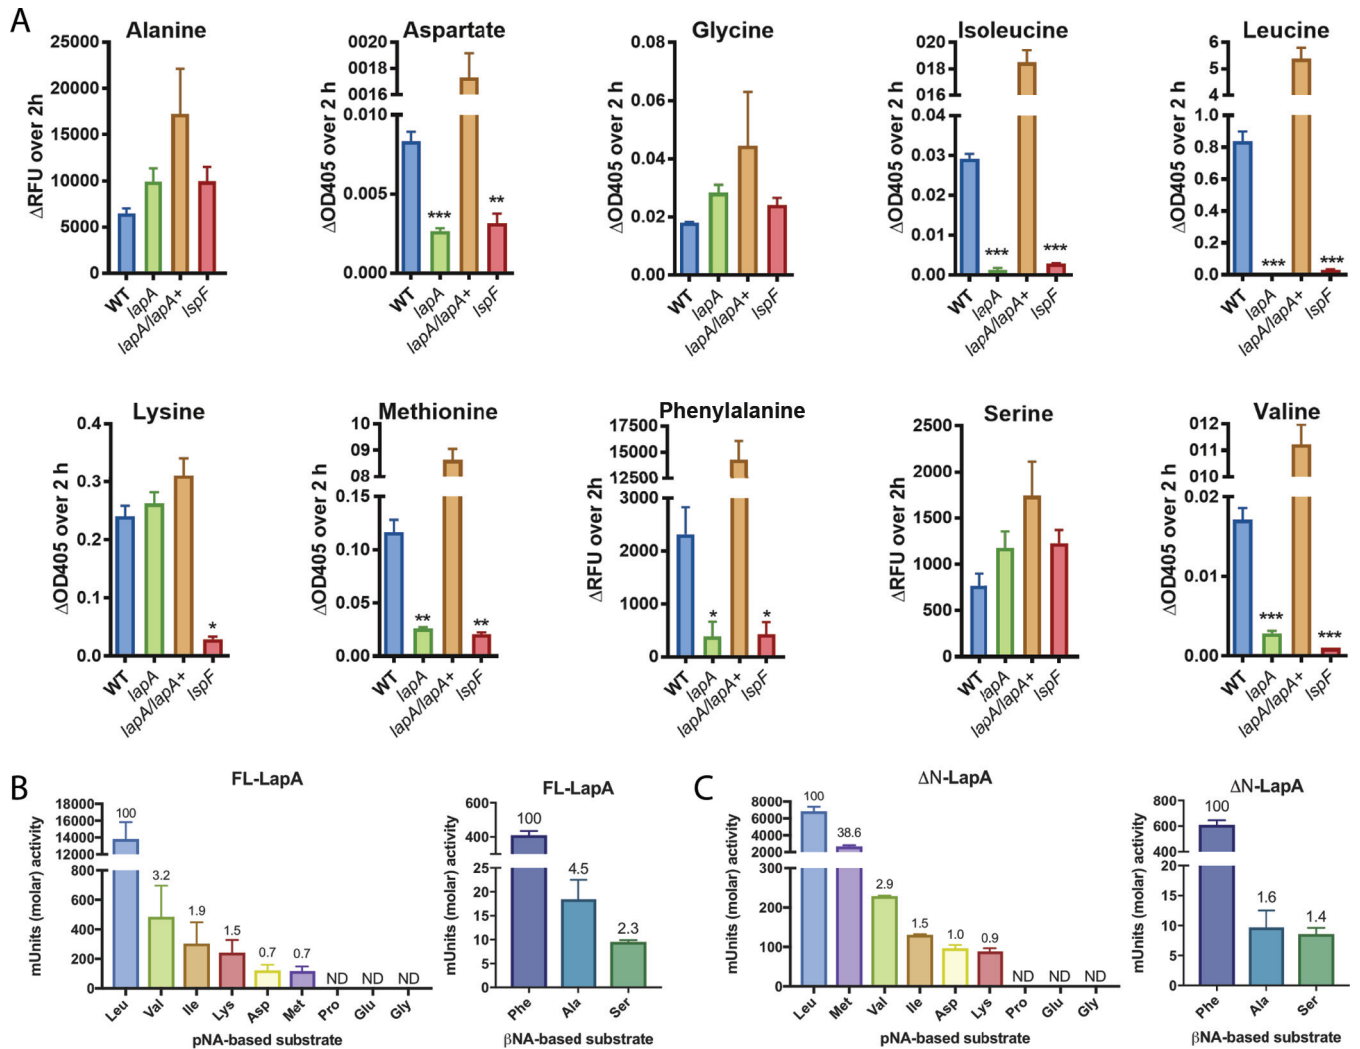 A
Alanine
ΔRFU over 2h
25000
20000
15000
10000
5000
0
WT
lapA
lapA/lapA+
lspF
Aspartate
ΔOD405 over 2 h
0020
0018
0016
0.010
0.005
0.000
***
**
WT
lapA
lapA/lapA+
lspF
Glycine
ΔOD405 over 2 h
0.08
0.06
0.04
0.02
0.00
WT
lapA
lapA/lapA+
lspF
Isoleucine
ΔOD405 over 2 h
020
018
016
0.04
0.03
0.02
0.01
0.00
***
***
WT
lapA
lapA/lapA+
lspF
Leucine
ΔOD405 over 2 h
6
5
4
1.0
0.8
0.6
0.4
0.2
0.0
***
***
WT
lapA
lapA/lapA+
lspF
Lysine
ΔOD405 over 2 h
0.4
0.3
0.2
0.1
0.0
*
WT
lapA
lapA/lapA+
lspF
Methionine
ΔOD405 over 2 h
10
09
08
0.15
0.10
0.05
0.00
**
**
WT
lapA
lapA/lapA+
lspF
Phenylalanine
ΔRFU over 2h
17500
15000
12500
3000
2000
1000
0
*
*
WT
lapA
lapA/lapA+
lspF
Serine
ΔRFU over 2h
2500
2000
1500
1000
500
0
WT
lapA
lapA/lapA+
lspF
Valine
ΔOD405 over 2 h
012
011
010
0.02
0.01
0.00
***
***
WT
lapA
lapA/lapA+
lspF
B
FL-LapA
mUnits (molar) activity
18000
16000
14000
12000
800
600
400
200
0
100
3.2
1.9
1.5
0.7
0.7
ND
ND
ND
Leu
Val
Ile
Lys
Asp
Met
Pro
Glu
Gly
pNA-based substrate
FL-LapA
mUnits (molar) activity
600
400
200
25
20
15
10
5
0
100
4.5
2.3
Phe
Ala
Ser
βNA-based substrate
C
ΔN-LapA
mUnits (molar) activity
8000
6000
4000
2000
300
200
100
0
100
38.6
2.9
1.5
1.0
0.9
ND
ND
ND
Leu
Met
Val
Ile
Asp
Lys
Pro
Glu
Gly
pNA-based substrate
ΔN-LapA
mUnits (molar) activity
800
600
400
20
15
10
5
0
100
1.6
1.4
Phe
Ala
Ser
βNA-based substrate